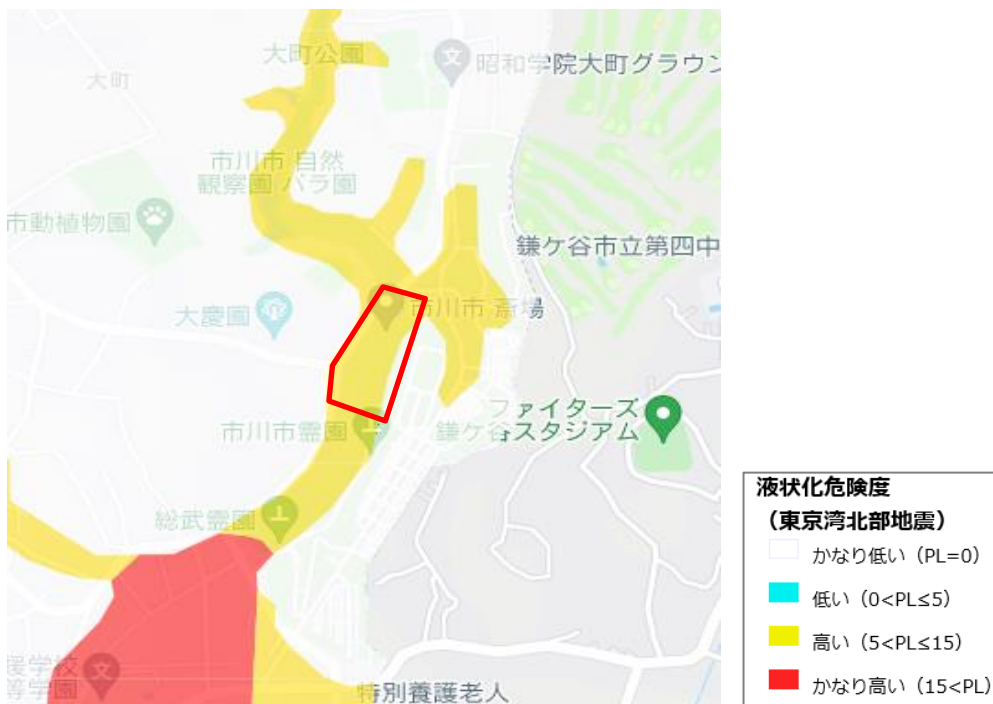 大町公園
昭和学院大町グラウン
大町
市川市 自然
観察園 バラ園
市動植物園
鎌ケ谷市立第四中
大慶園
市川市 斎場
ファイターズ
鎌ケ谷スタジアム
市川市霊園
総武霊園
援学校
等学園
特別養護老人
液状化危険度
（東京湾北部地震）
かなり低い（PL=0）
低い（0<PL≤5）
高い（5<PL≤15）
かなり高い（15<PL）